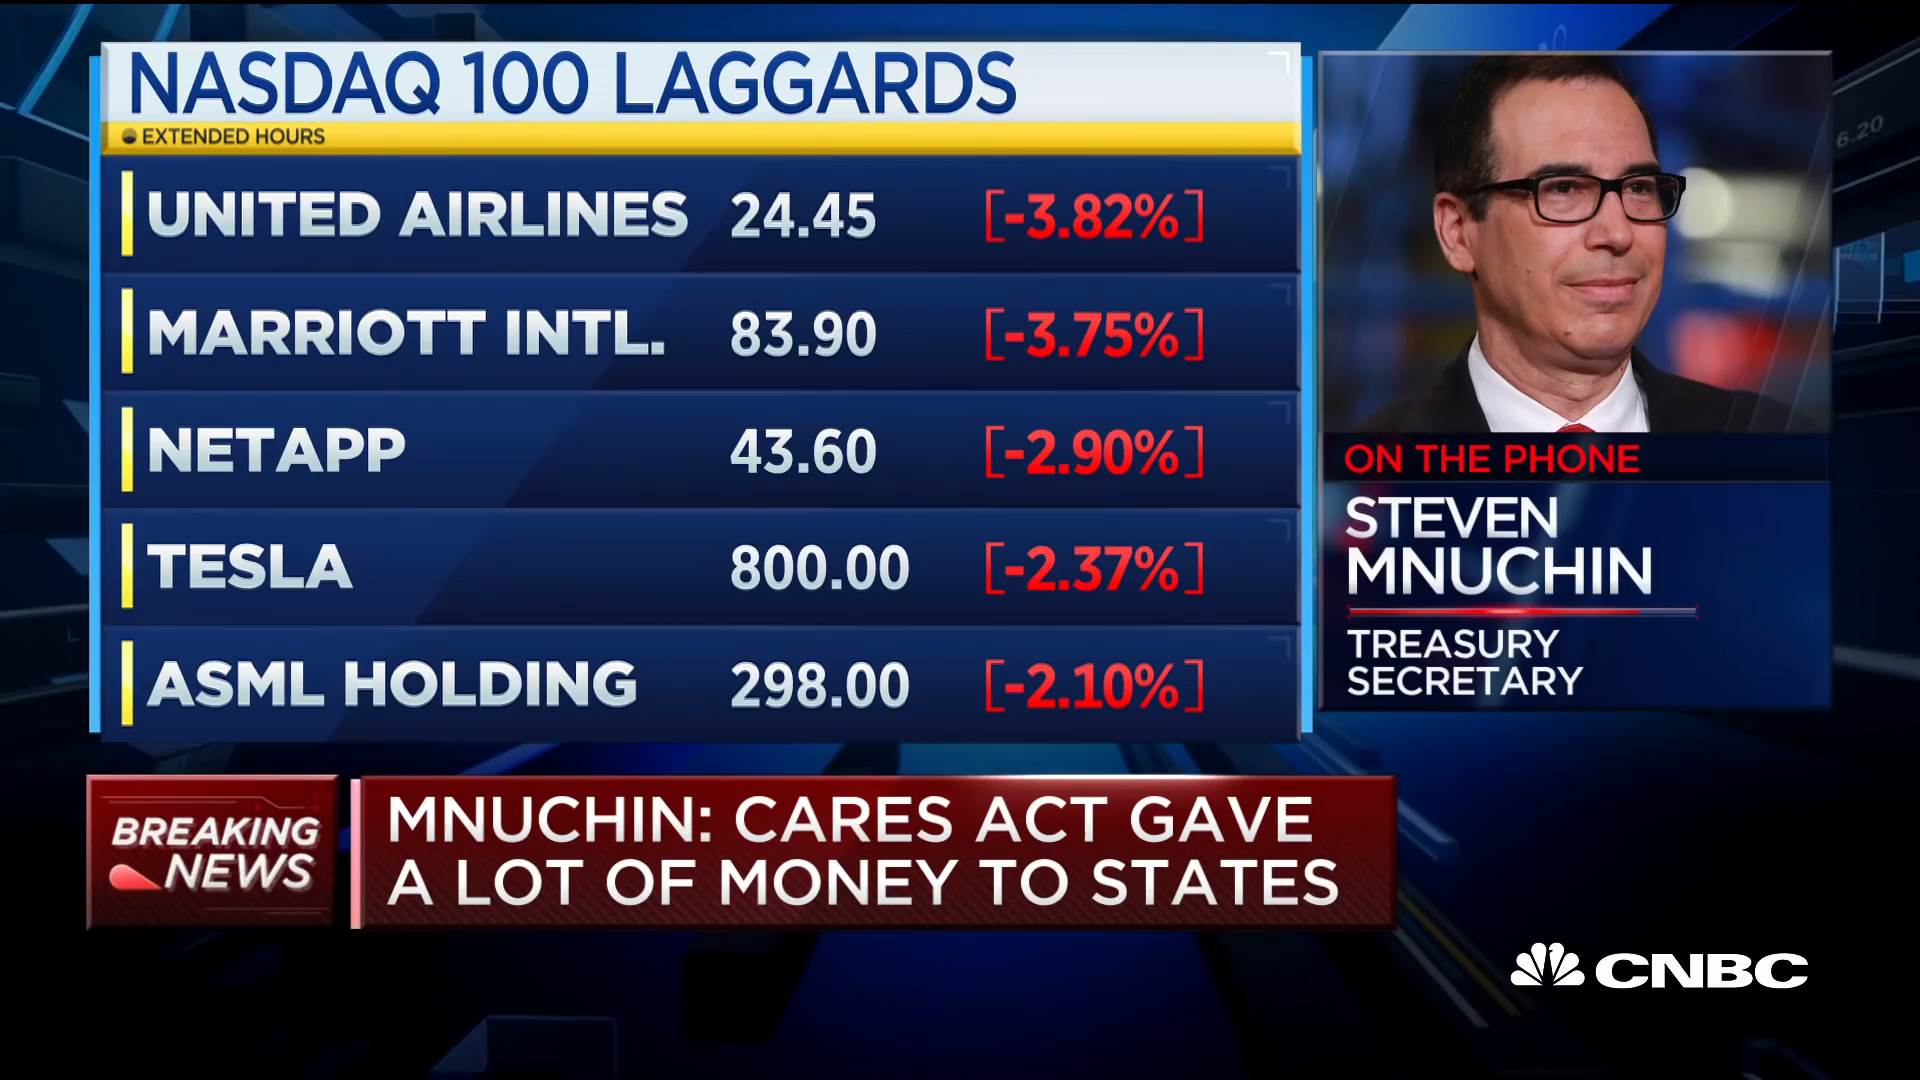 NASDAQ 100 LAGGARDS
EXTENDED HOURS
UNITED AIRLINES 24.45 [-3.82%]
MARRIOTT INTL. 83.90 [-3.75%]
NETAPP 43.60 [-2.90%]
TESLA 800.00 [-2.37%]
ASML HOLDING 298.00 [-2.10%]
ON THE PHONE
STEVEN
MNUCHIN
TREASURY
SECRETARY
BREAKING
NEWS
MNUCHIN: CARES ACT GAVE
A LOT OF MONEY TO STATES
CNBC
6.20